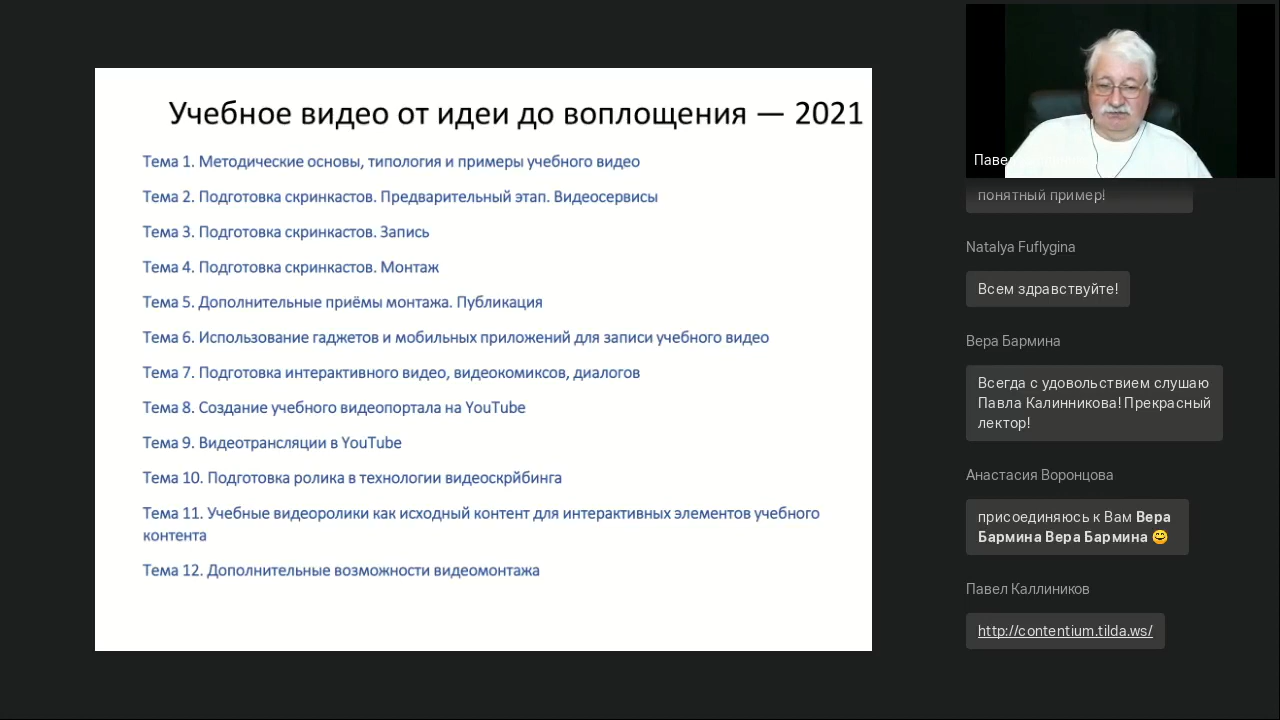 Учебное видео от идеи до воплощения — 2021
Тема 1. Методические основы, типология и примеры учебного видео
Тема 2. Подготовка скринкастов. Предварительный этап. Видеосервисы
Тема 3. Подготовка скринкастов. Запись
Тема 4. Подготовка скринкастов. Монтаж
Тема 5. Дополнительные приёмы монтажа. Публикация
Тема 6. Использование гаджетов и мобильных приложений для записи учебного видео
Тема 7. Подготовка интерактивного видео, видеокомиксов, диалогов
Тема 8. Создание учебного видеопортала на YouTube
Тема 9. Видеотрансляции в YouTube
Тема 10. Подготовка ролика в технологии видеоскрйбинга
Тема 11. Учебные видеоролики как исходный контент для интерактивных элементов учебного
контента
Тема 12. Дополнительные возможности видеомонтажа
понятный пример!
Natalya Fuflygina
Всем здравствуйте!
Вера Бармина
Всегда с удовольствием слушаю
Павла Калинникова! Прекрасный
лектор!
Анастасия Воронцова
присоединяюсь к Вам Вера
Бармина Вера Бармина 😊
Павел Каллиников
http://contentium.tilda.ws/